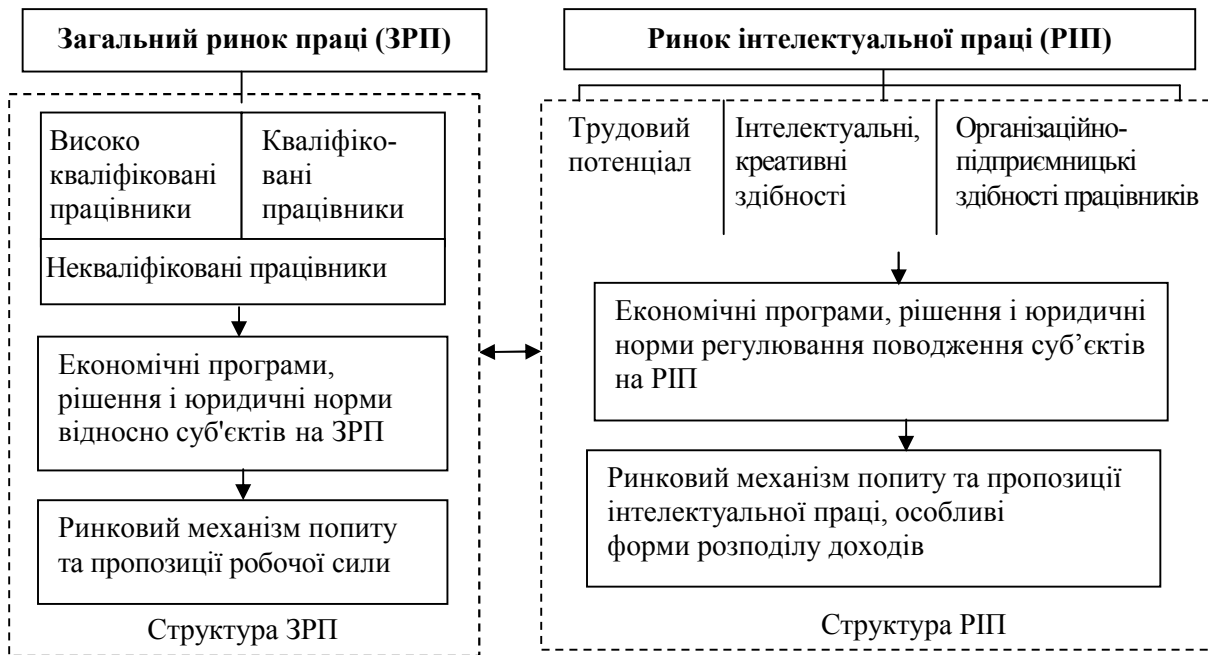 Загальний ринок праці (ЗРП)
Високо
кваліфіковані
працівники
Кваліфіко-
вані
працівники
Некваліфіковані працівники
Економічні програми,
рішення і юридичні норми
відносно суб'єктів на ЗРП
Ринковий механізм попиту
та пропозиції робочої сили
Структура ЗРП
Ринок інтелектуальної праці (РІП)
Трудовий
потенціал
Інтелектуальні,
креативні
здібності
Організаційно-
підприємницькі
здібності працівників
Економічні програми, рішення і юридичні
норми регулювання поводження суб’єктів
на РІП
Ринковий механізм попиту та пропозиції
інтелектуальної праці, особливі
форми розподілу доходів
Структура РІП